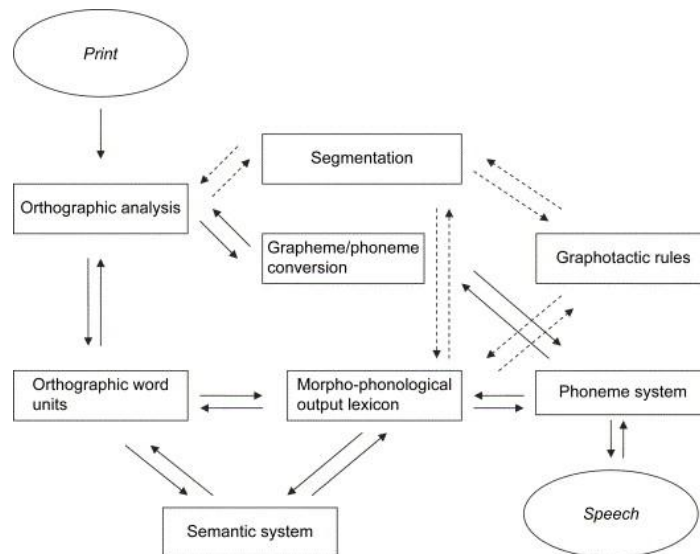 Print
Segmentation
Orthographic analysis
Grapheme/phoneme
conversion
Graphotactic rules
Orthographic word
units
Morpho-phonological
output lexicon
Phoneme system
Semantic system
Speech